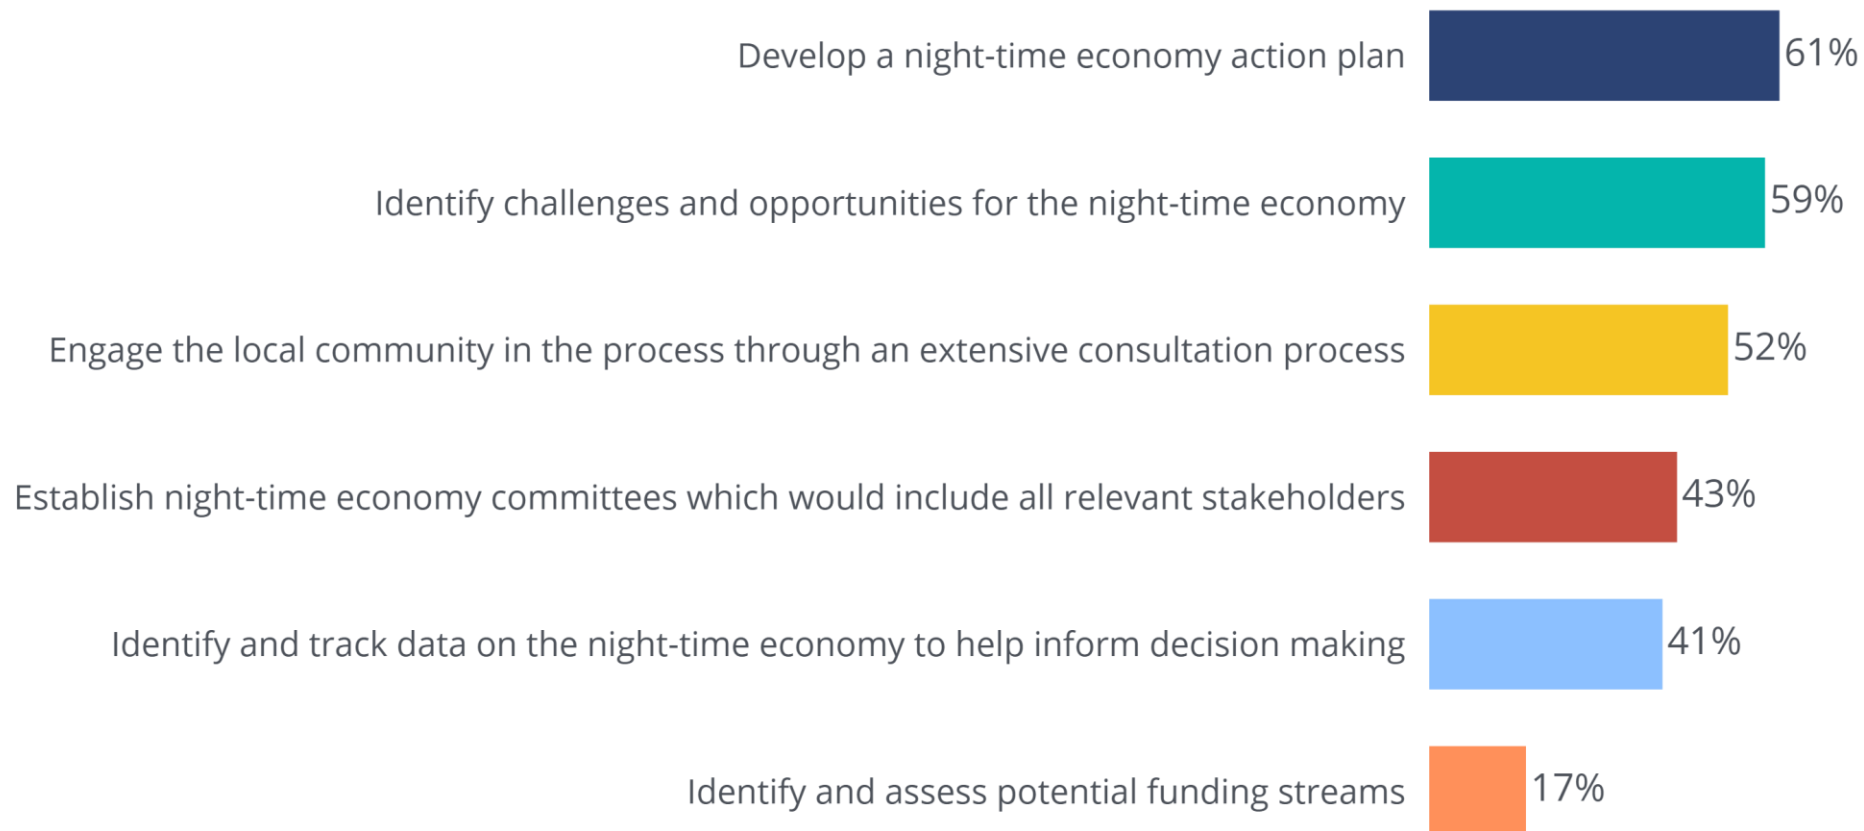 Develop a night-time economy action plan 61%
Identify challenges and opportunities for the night-time economy 59%
Engage the local community in the process through an extensive consultation process 52%
Establish night-time economy committees which would include all relevant stakeholders 43%
Identify and track data on the night-time economy to help inform decision making 41%
Identify and assess potential funding streams 17%